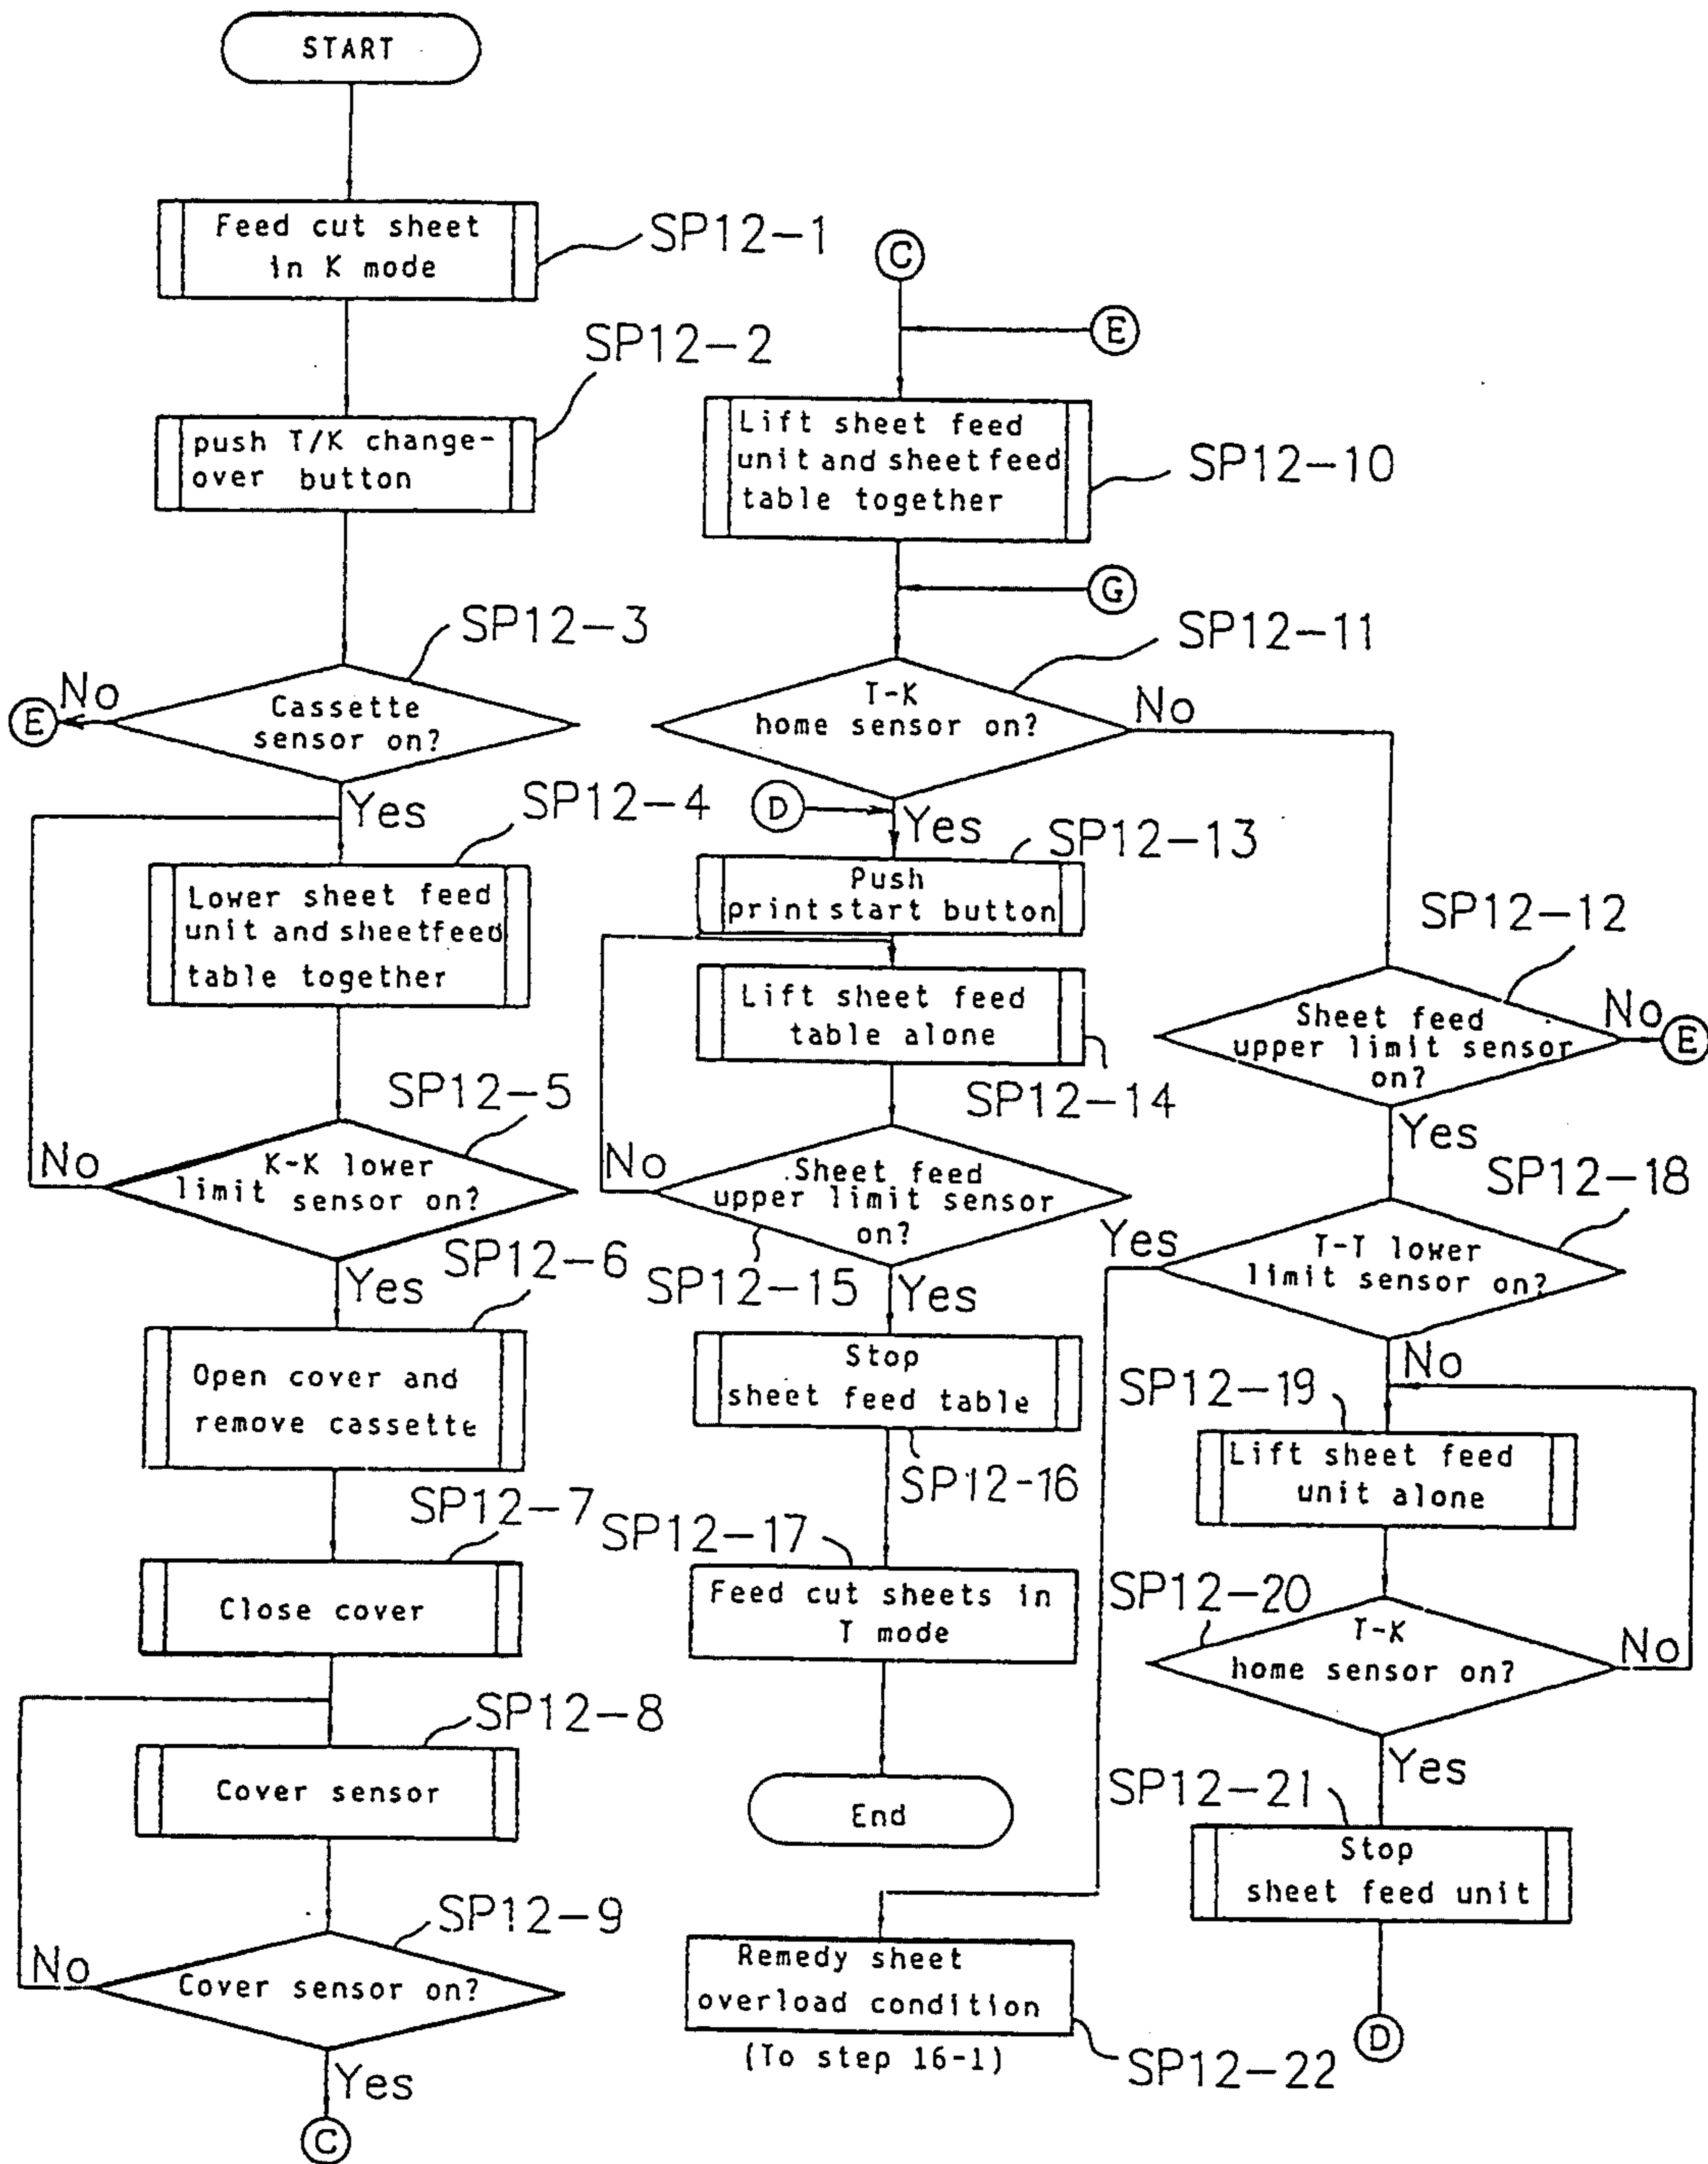 START
Feed cut sheet
in K mode
SP12-1
push T/K change-
over button
SP12-2
SP12-3
Cassette
sensor on?
No
E
Yes
SP12-4
Lower sheet feed
unit and sheetfeed
table together
SP12-5
K-K lower
limit sensor on?
No
Yes
SP12-6
Open cover and
remove cassette
SP12-7
Close cover
SP12-8
Cover sensor
SP12-9
Cover sensor on?
No
Yes
C
C
E
Lift sheet feed
unit and sheetfeed
table together
SP12-10
G
SP12-11
T-K
home sensor on?
No
D
Yes
SP12-13
Push
print start button
Lift sheet feed
table alone
SP12-14
Sheet feed
upper limit sensor
on?
No
SP12-15
Yes
Stop
sheet feed table
SP12-16
SP12-17
Feed cut sheets in
T mode
End
Remedy sheet
overload condition
(To step 16-1)
SP12-22
SP12-12
Sheet feed
upper limit sensor
on?
No
E
Yes
SP12-18
T-T lower
limit sensor on?
Yes
No
SP12-19
Lift sheet feed
unit alone
SP12-20
T-K
home sensor on?
No
Yes
SP12-21
Stop
sheet feed unit
D